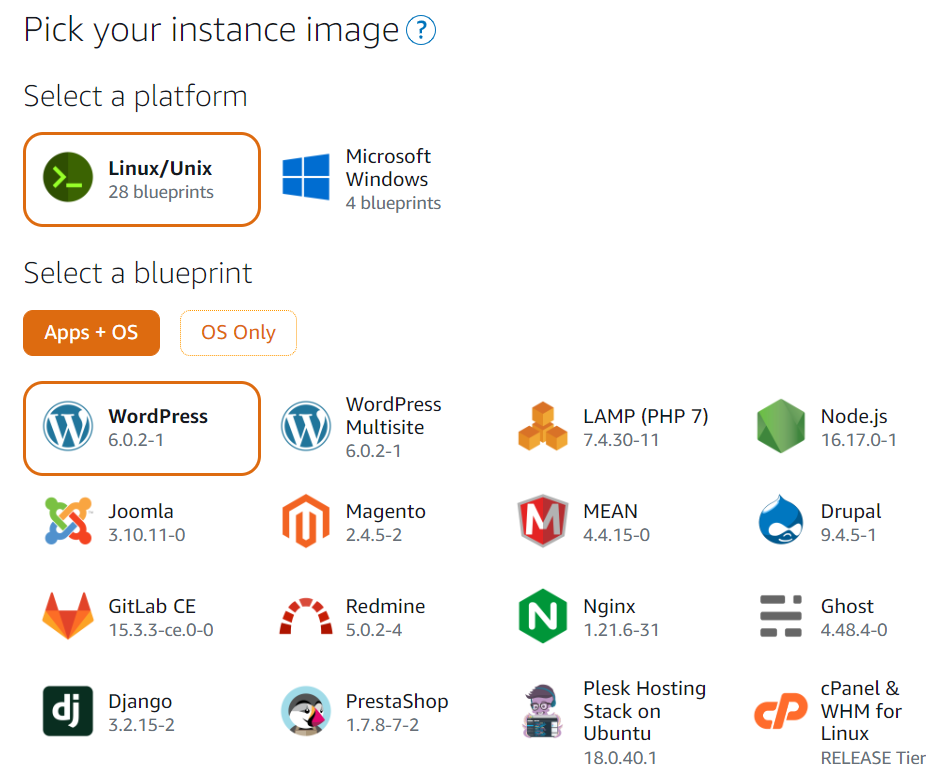 Pick your instance image ?
Select a platform
Linux/Unix
28 blueprints
Microsoft
Windows
4 blueprints
Select a blueprint
Apps + OS
OS Only
WordPress
6.0.2-1
WordPress
Multisite
6.0.2-1
LAMP (PHP 7)
7.4.30-11
Node.js
16.17.0-1
Joomla
3.10.11-0
Magento
2.4.5-2
MEAN
4.4.15-0
Drupal
9.4.5-1
GitLab CE
15.3.3-ce.0-0
Redmine
5.0.2-4
Nginx
1.21.6-31
Ghost
4.48.4-0
dj
Django
3.2.15-2
PrestaShop
1.7.8-7-2
Plesk Hosting
Stack on
Ubuntu
18.0.40.1
cP
cPanel &
WHM for
Linux
RELEASE Tier